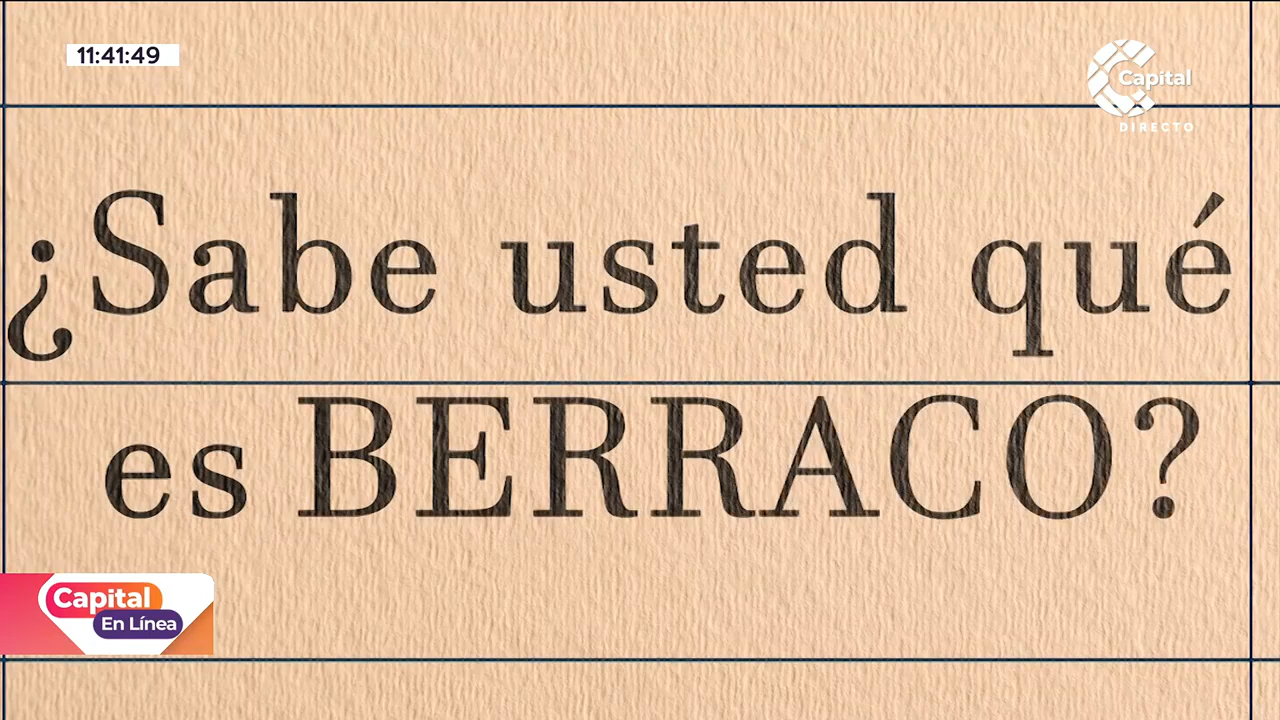 11:41:49
Capital
DIRECTO
¿Sabe usted qué
es BERRACO?
Capital
En Línea